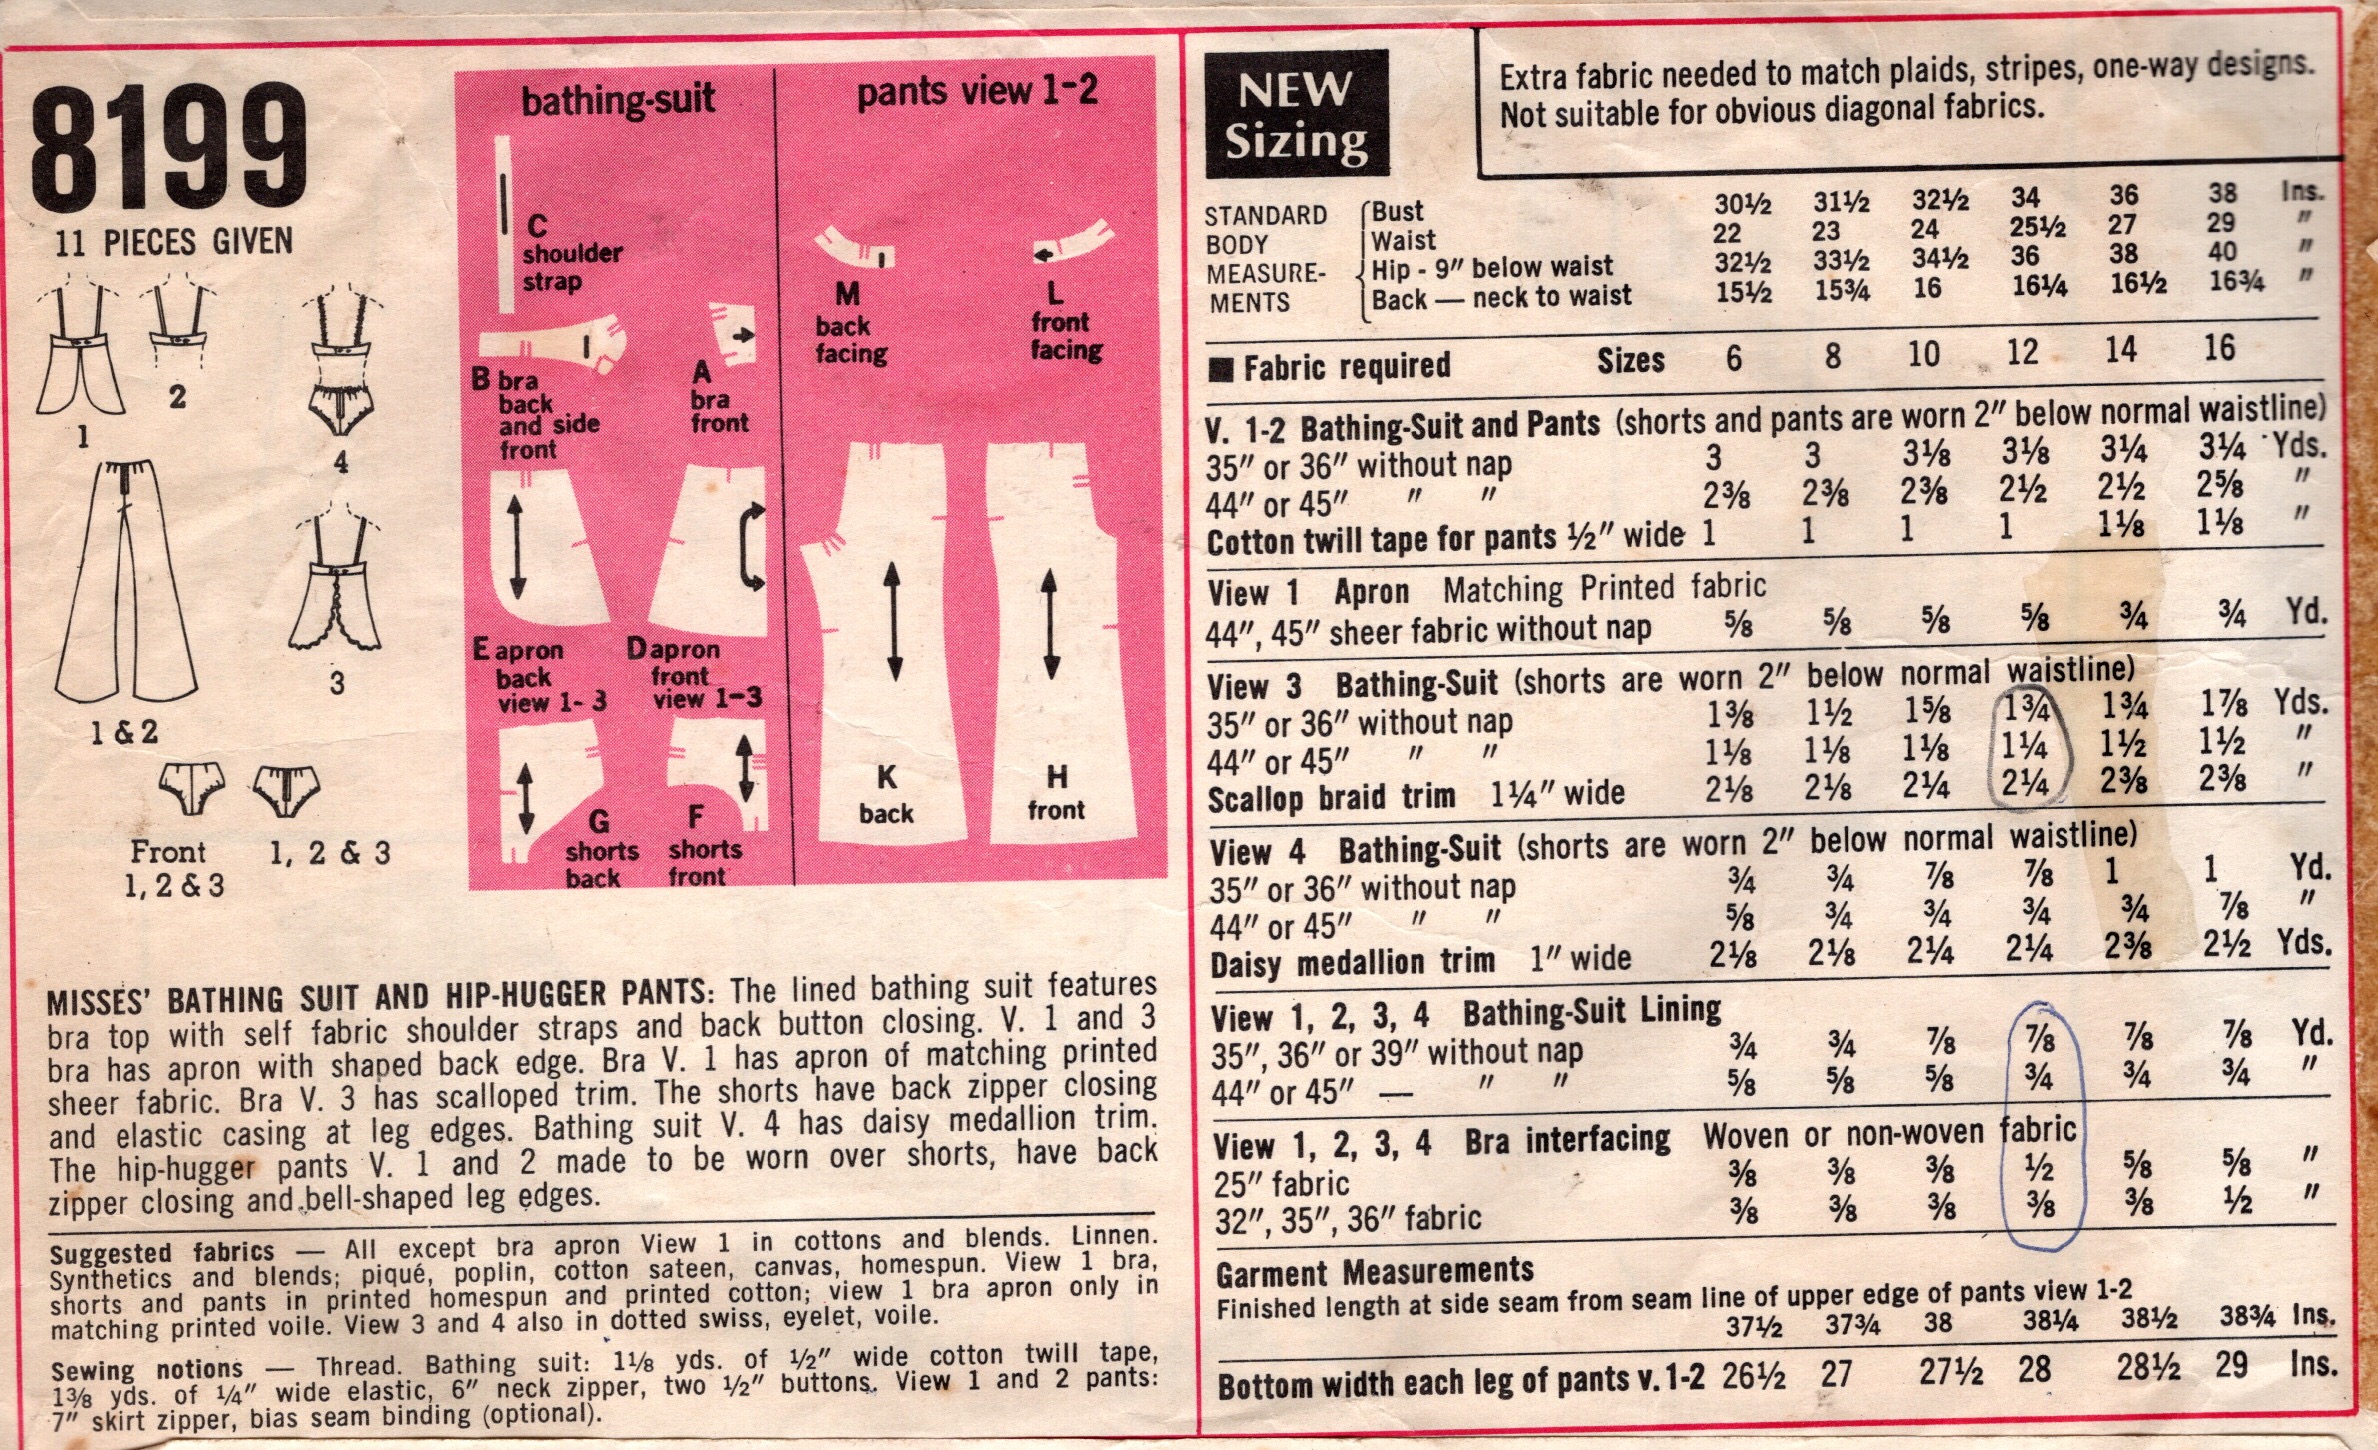 8199
11 PIECES GIVEN
1
2
4
3
1 & 2
Front
1, 2 & 3
1, 2 & 3
bathing-suit
C
shoulder
strap
B bra
back
and side
front
A
bra
front
E apron
back
view 1- 3
D apron
front
view 1-3
G
shorts
back
F
shorts
front
pants view 1-2
M
back
facing
L
front
facing
K
back
H
front
MISSES' BATHING SUIT AND HIP-HUGGER PANTS: The lined bathing suit features
bra top with self fabric shoulder straps and back button closing. V. 1 and 3
bra has apron with shaped back edge. Bra V. 1 has apron of matching printed
sheer fabric. Bra V. 3 has scalloped trim. The shorts have back zipper closing
and elastic casing at leg edges. Bathing suit V. 4 has daisy medallion trim.
The hip-hugger pants V. 1 and 2 made to be worn over shorts, have back
zipper closing and bell-shaped leg edges.
Suggested fabrics — All except bra apron View 1 in cottons and blends. Linnen.
Synthetics and blends; piqué, poplin, cotton sateen, canvas, homespun. View 1 bra,
shorts and pants in printed homespun and printed cotton; view 1 bra apron only in
matching printed voile. View 3 and 4 also in dotted swiss, eyelet, voile.
Sewing notions — Thread. Bathing suit: 1⅛ yds. of ½" wide cotton twill tape,
1⅜ yds. of ¼" wide elastic, 6" neck zipper, two ½" buttons. View 1 and 2 pants:
7" skirt zipper, bias seam binding (optional).
NEW
Sizing
Extra fabric needed to match plaids, stripes, one-way designs.
Not suitable for obvious diagonal fabrics.
STANDARD
BODY
MEASURE-
MENTS
Bust 30½ 31½ 32½ 34 36 38 Ins.
Waist 22 23 24 25½ 27 29 "
Hip - 9" below waist 32½ 33½ 34½ 36 38 40 "
Back — neck to waist 15½ 15¾ 16 16¼ 16½ 16¾ "
■ Fabric required Sizes 6 8 10 12 14 16
V. 1-2 Bathing-Suit and Pants (shorts and pants are worn 2" below normal waistline)
35" or 36" without nap 3 3 3⅛ 3⅛ 3¼ 3¼ Yds.
44" or 45" " " 2⅜ 2⅜ 2⅜ 2½ 2½ 2⅝ "
Cotton twill tape for pants ½" wide 1 1 1 1 1⅛ 1⅛ "
View 1 Apron Matching Printed fabric
44", 45" sheer fabric without nap ⅝ ⅝ ⅝ ⅝ ¾ ¾ Yd.
View 3 Bathing-Suit (shorts are worn 2" below normal waistline)
35" or 36" without nap 1⅜ 1½ 1⅝ 1¾ 1¾ 1⅞ Yds.
44" or 45" " " 1⅛ 1⅛ 1⅛ 1¼ 1½ 1½ "
Scallop braid trim 1¼" wide 2⅛ 2⅛ 2¼ 2¼ 2⅜ 2⅜ "
View 4 Bathing-Suit (shorts are worn 2" below normal waistline)
35" or 36" without nap ¾ ¾ ⅞ ⅞ 1 1 Yd.
44" or 45" " " ⅝ ¾ ¾ ¾ ¾ ⅞ "
Daisy medallion trim 1" wide 2⅛ 2⅛ 2¼ 2¼ 2⅜ 2½ Yds.
View 1, 2, 3, 4 Bathing-Suit Lining
35", 36" or 39" without nap ¾ ¾ ⅞ ⅞ ⅞ ⅞ Yd.
44" or 45" — " " ⅝ ⅝ ⅝ ¾ ¾ ¾ "
View 1, 2, 3, 4 Bra interfacing Woven or non-woven fabric
25" fabric ⅜ ⅜ ⅜ ½ ⅝ ⅝ "
32", 35", 36" fabric ⅜ ⅜ ⅜ ⅜ ⅜ ½ "
Garment Measurements
Finished length at side seam from seam line of upper edge of pants view 1-2
37½ 37¾ 38 38¼ 38½ 38¾ Ins.
Bottom width each leg of pants v. 1-2 26½ 27 27½ 28 28½ 29 Ins.